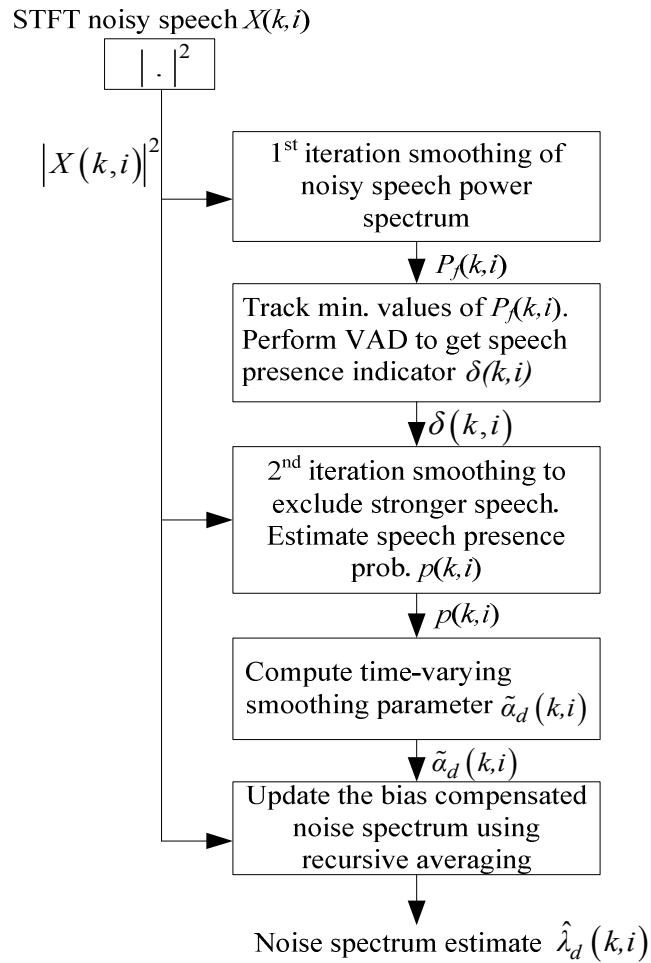 STFT noisy speech X(k,i)
| . |²
|X(k,i)|²
1st iteration smoothing of
noisy speech power
spectrum
P_f(k,i)
Track min. values of P_f(k,i).
Perform VAD to get speech
presence indicator δ(k,i)
δ(k,i)
2nd iteration smoothing to
exclude stronger speech.
Estimate speech presence
prob. p(k,i)
p(k,i)
Compute time-varying
smoothing parameter α̃_d(k,i)
α̃_d(k,i)
Update the bias compensated
noise spectrum using
recursive averaging
Noise spectrum estimate λ̂_d(k,i)